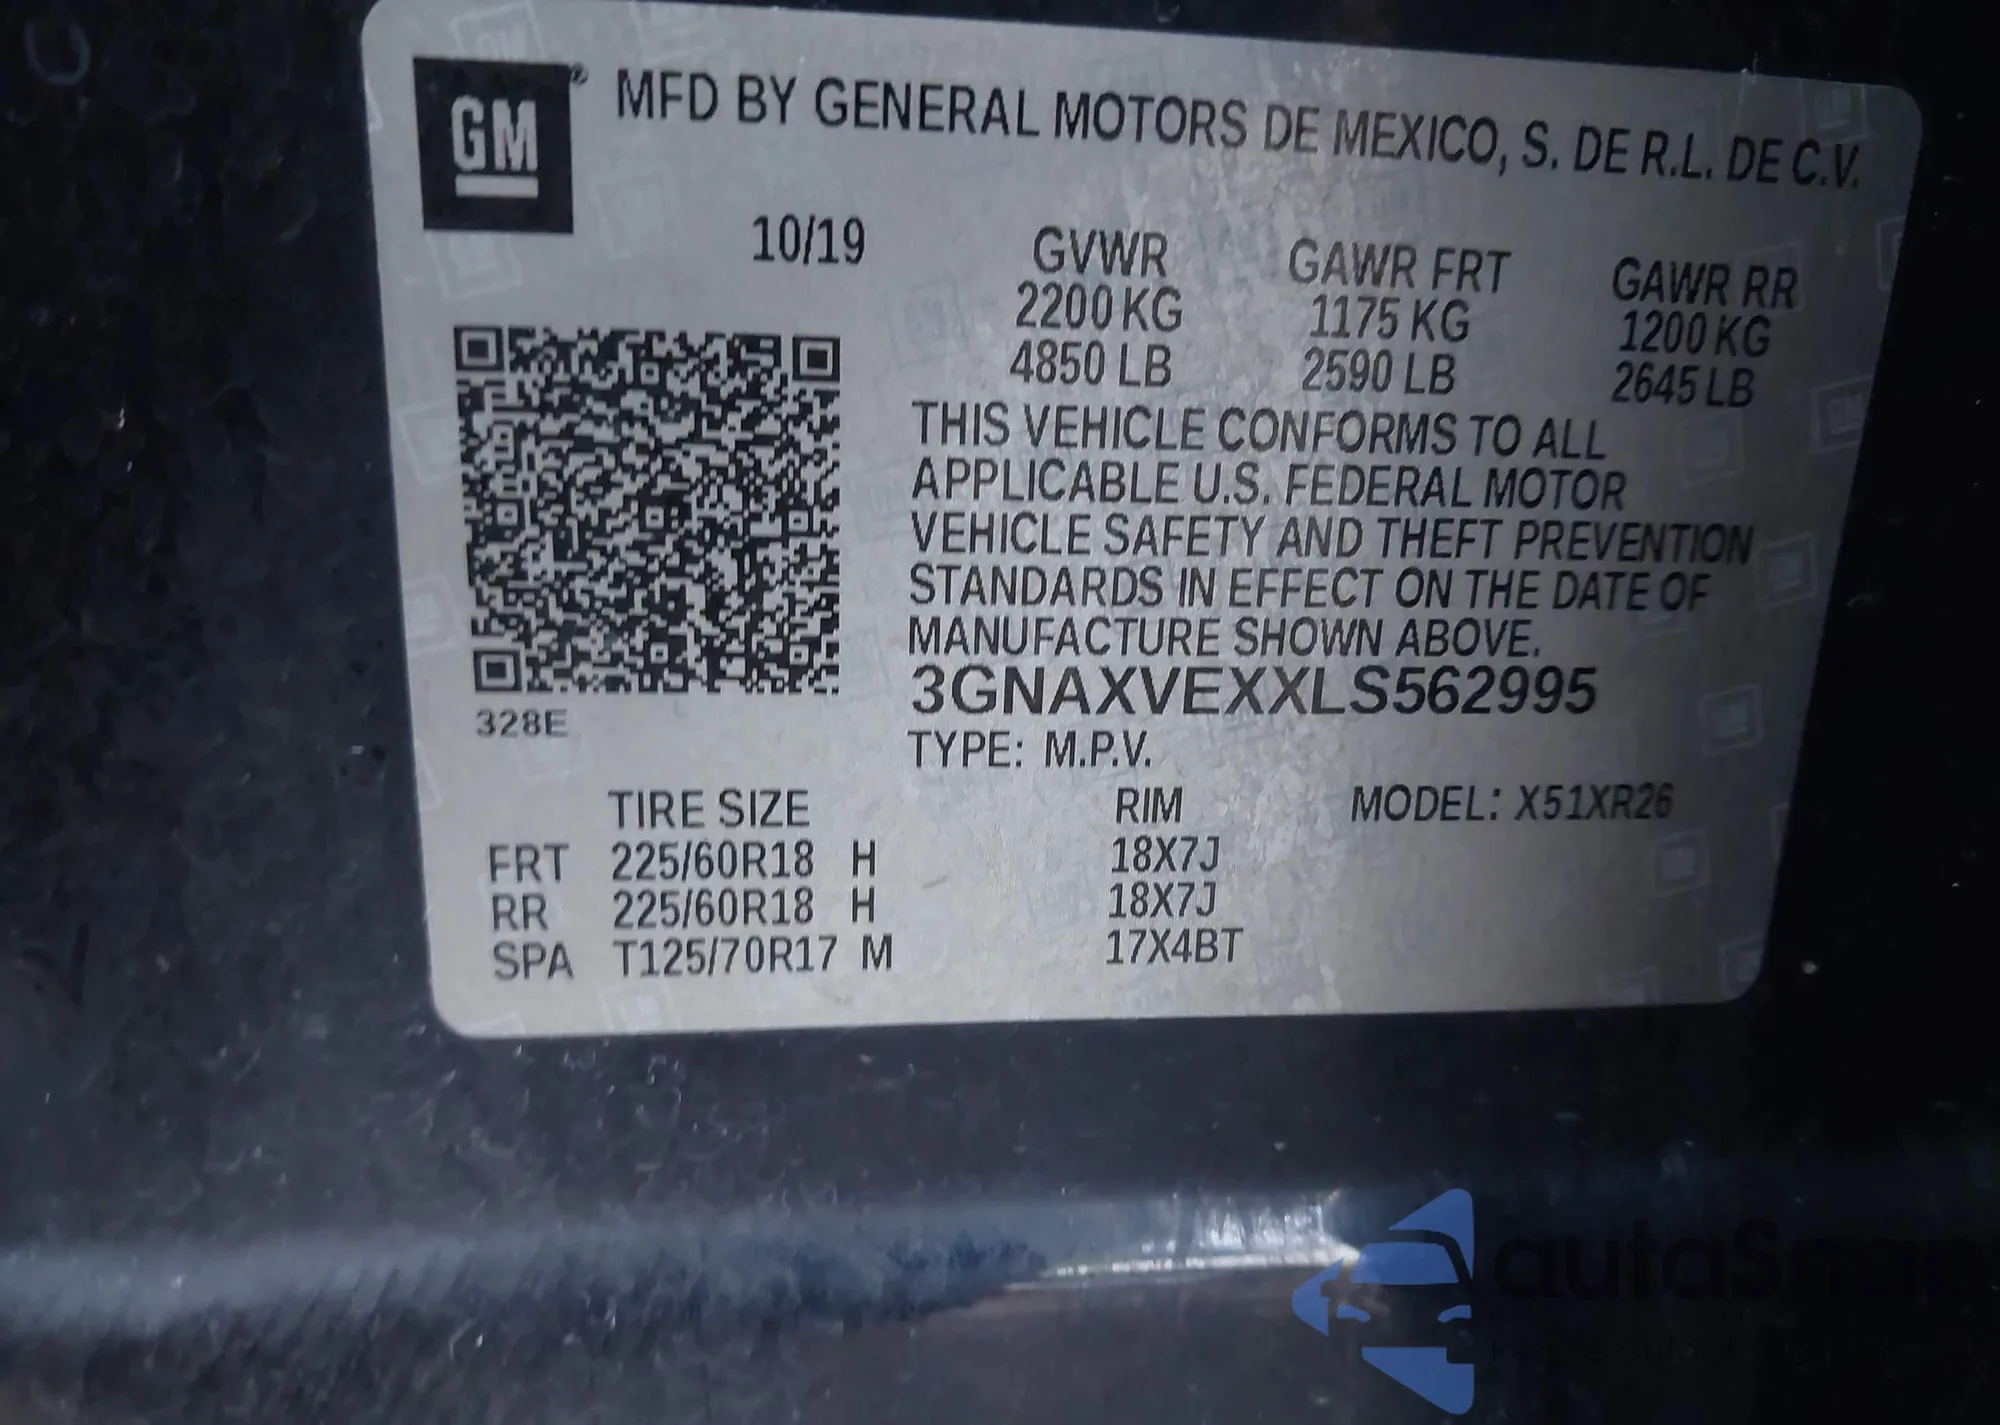 GM ® MFD BY GENERAL MOTORS DE MEXICO, S. DE R.L. DE C.V.
10/19
GVWR GAWR FRT GAWR RR
2200 KG 1175 KG 1200 KG
4850 LB 2590 LB 2645 LB
THIS VEHICLE CONFORMS TO ALL
APPLICABLE U.S. FEDERAL MOTOR
VEHICLE SAFETY AND THEFT PREVENTION
STANDARDS IN EFFECT ON THE DATE OF
MANUFACTURE SHOWN ABOVE.
3GNAXVEXXLS562995
328E
TYPE: M.P.V.
TIRE SIZE RIM MODEL: X51XR26
FRT 225/60R18 H 18X7J
RR 225/60R18 H 18X7J
SPA T125/70R17 M 17X4BT
autaSnap